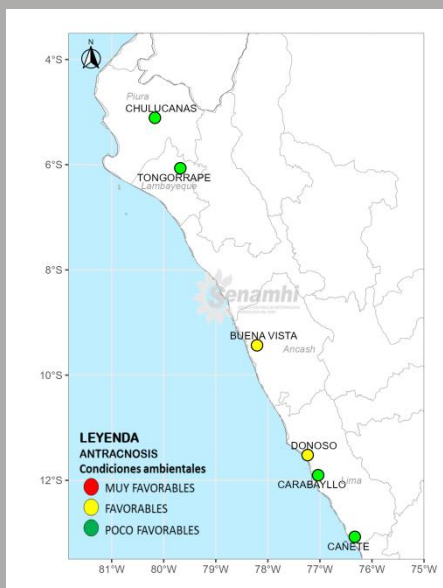 N
4°S
Piura
CHULUCANAS
6°S
TONGORRAPE
Lambayeque
8°S
Senamhi
BUENA VISTA
Ancash
10°S
LEYENDA
ANTRACNOSIS
Condiciones ambientales
MUY FAVORABLES
FAVORABLES
POCO FAVORABLES
DONOSO
12°S
CARABAYLLO
Lima
CAÑETE
81°W 80°W 79°W 78°W 77°W 76°W 75°W